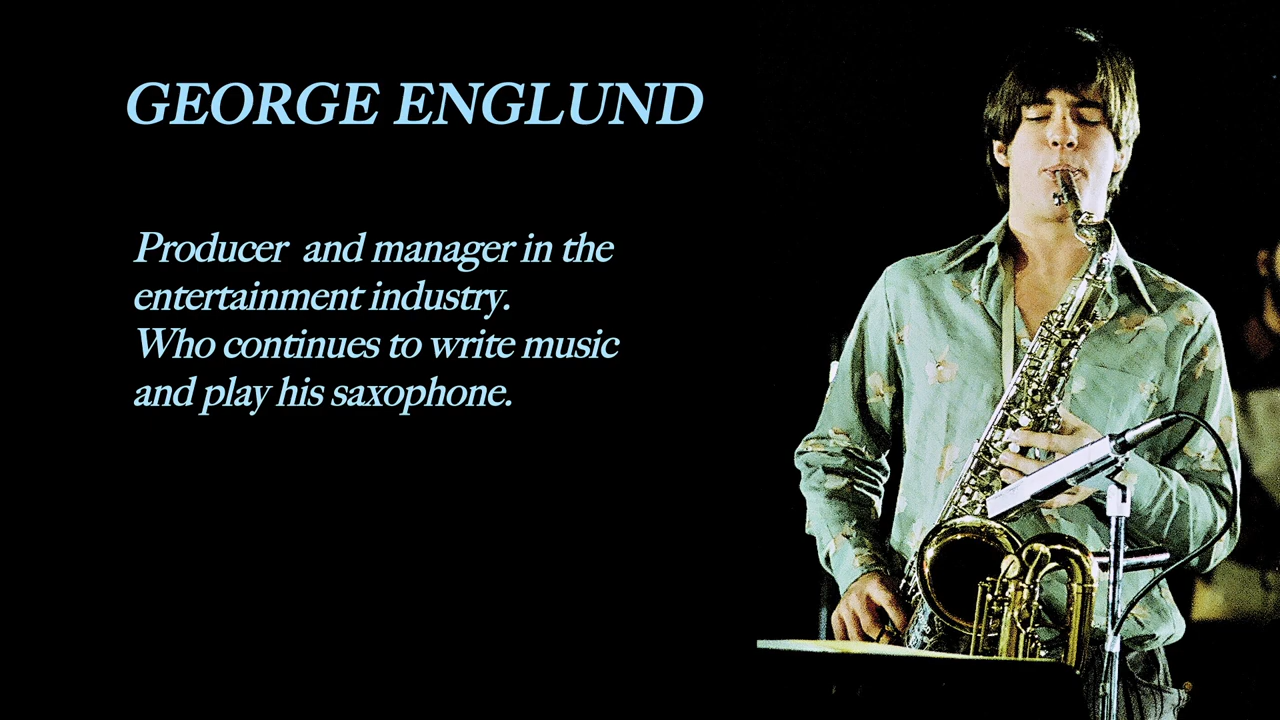 GEORGE ENGLUND
Producer and manager in the
entertainment industry.
Who continues to write music
and play his saxophone.